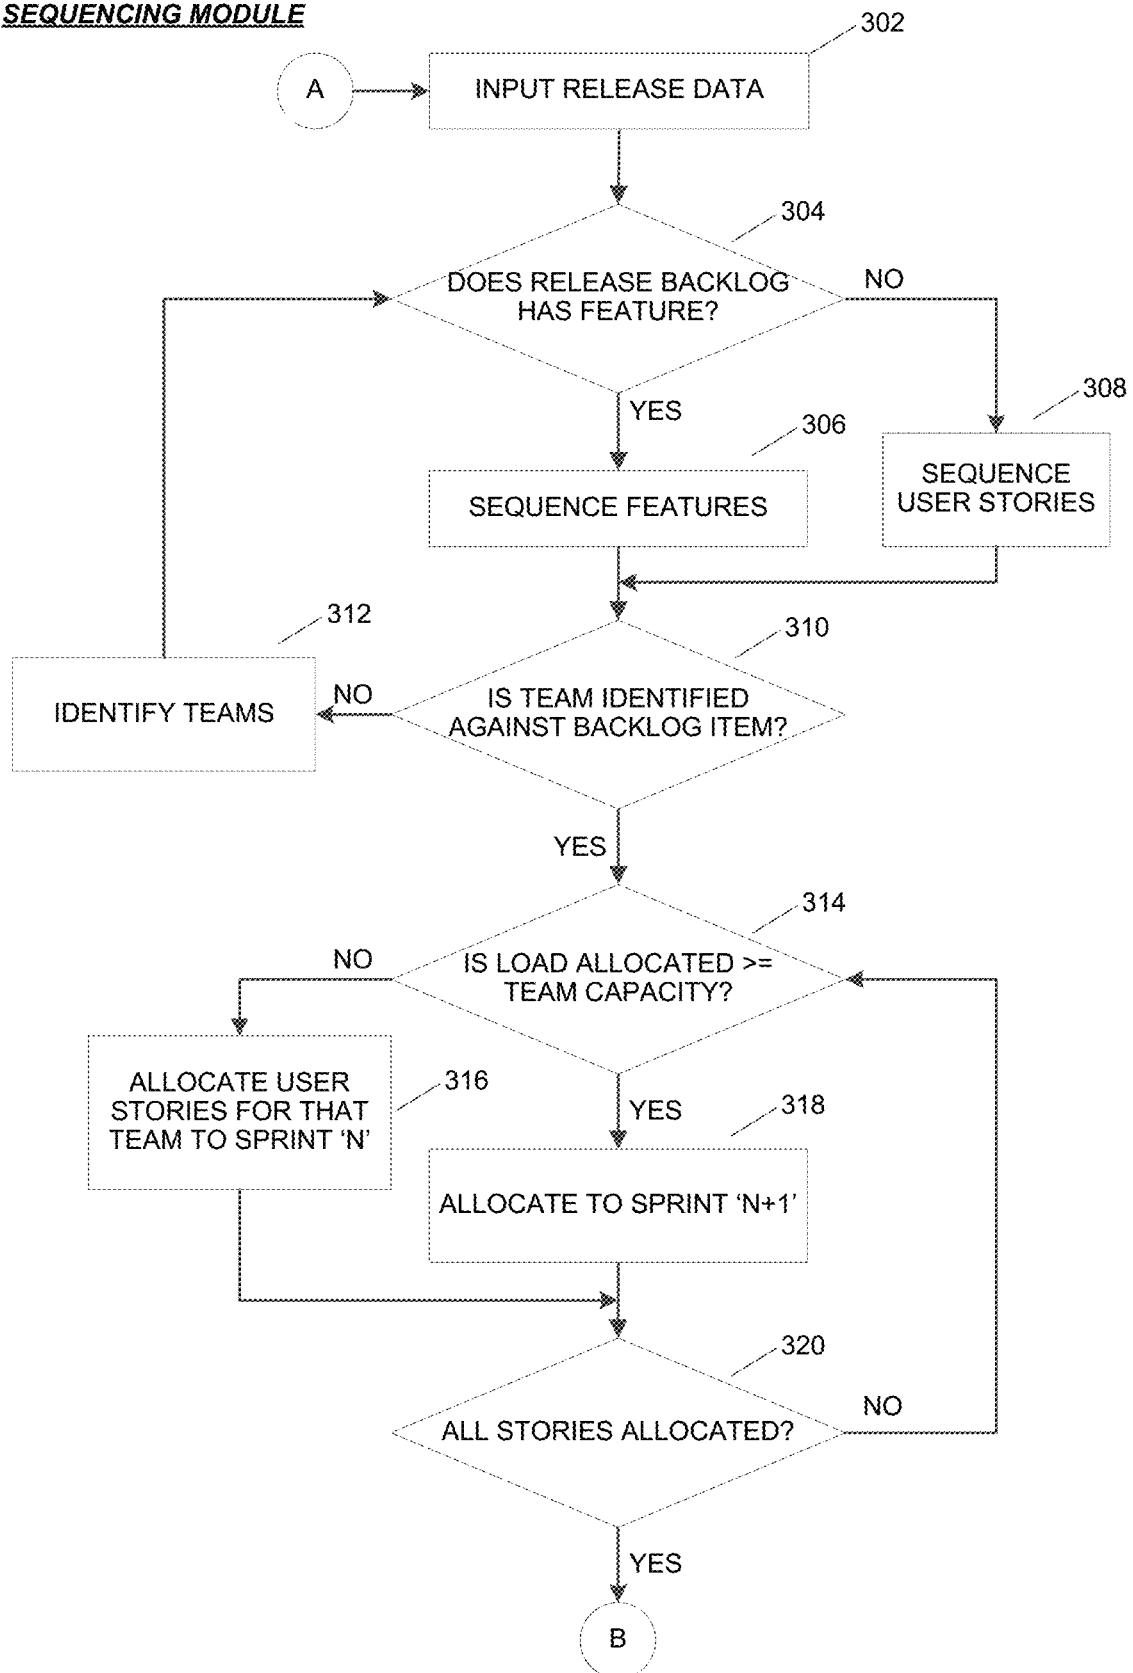 SEQUENCING MODULE
302
A
INPUT RELEASE DATA
304
DOES RELEASE BACKLOG
HAS FEATURE?
NO
YES
308
306
SEQUENCE
USER STORIES
SEQUENCE FEATURES
312
310
IDENTIFY TEAMS
NO
IS TEAM IDENTIFIED
AGAINST BACKLOG ITEM?
YES
314
NO
IS LOAD ALLOCATED >=
TEAM CAPACITY?
316
ALLOCATE USER
STORIES FOR THAT
TEAM TO SPRINT ‘N’
YES
318
ALLOCATE TO SPRINT ‘N+1’
320
ALL STORIES ALLOCATED?
NO
YES
B